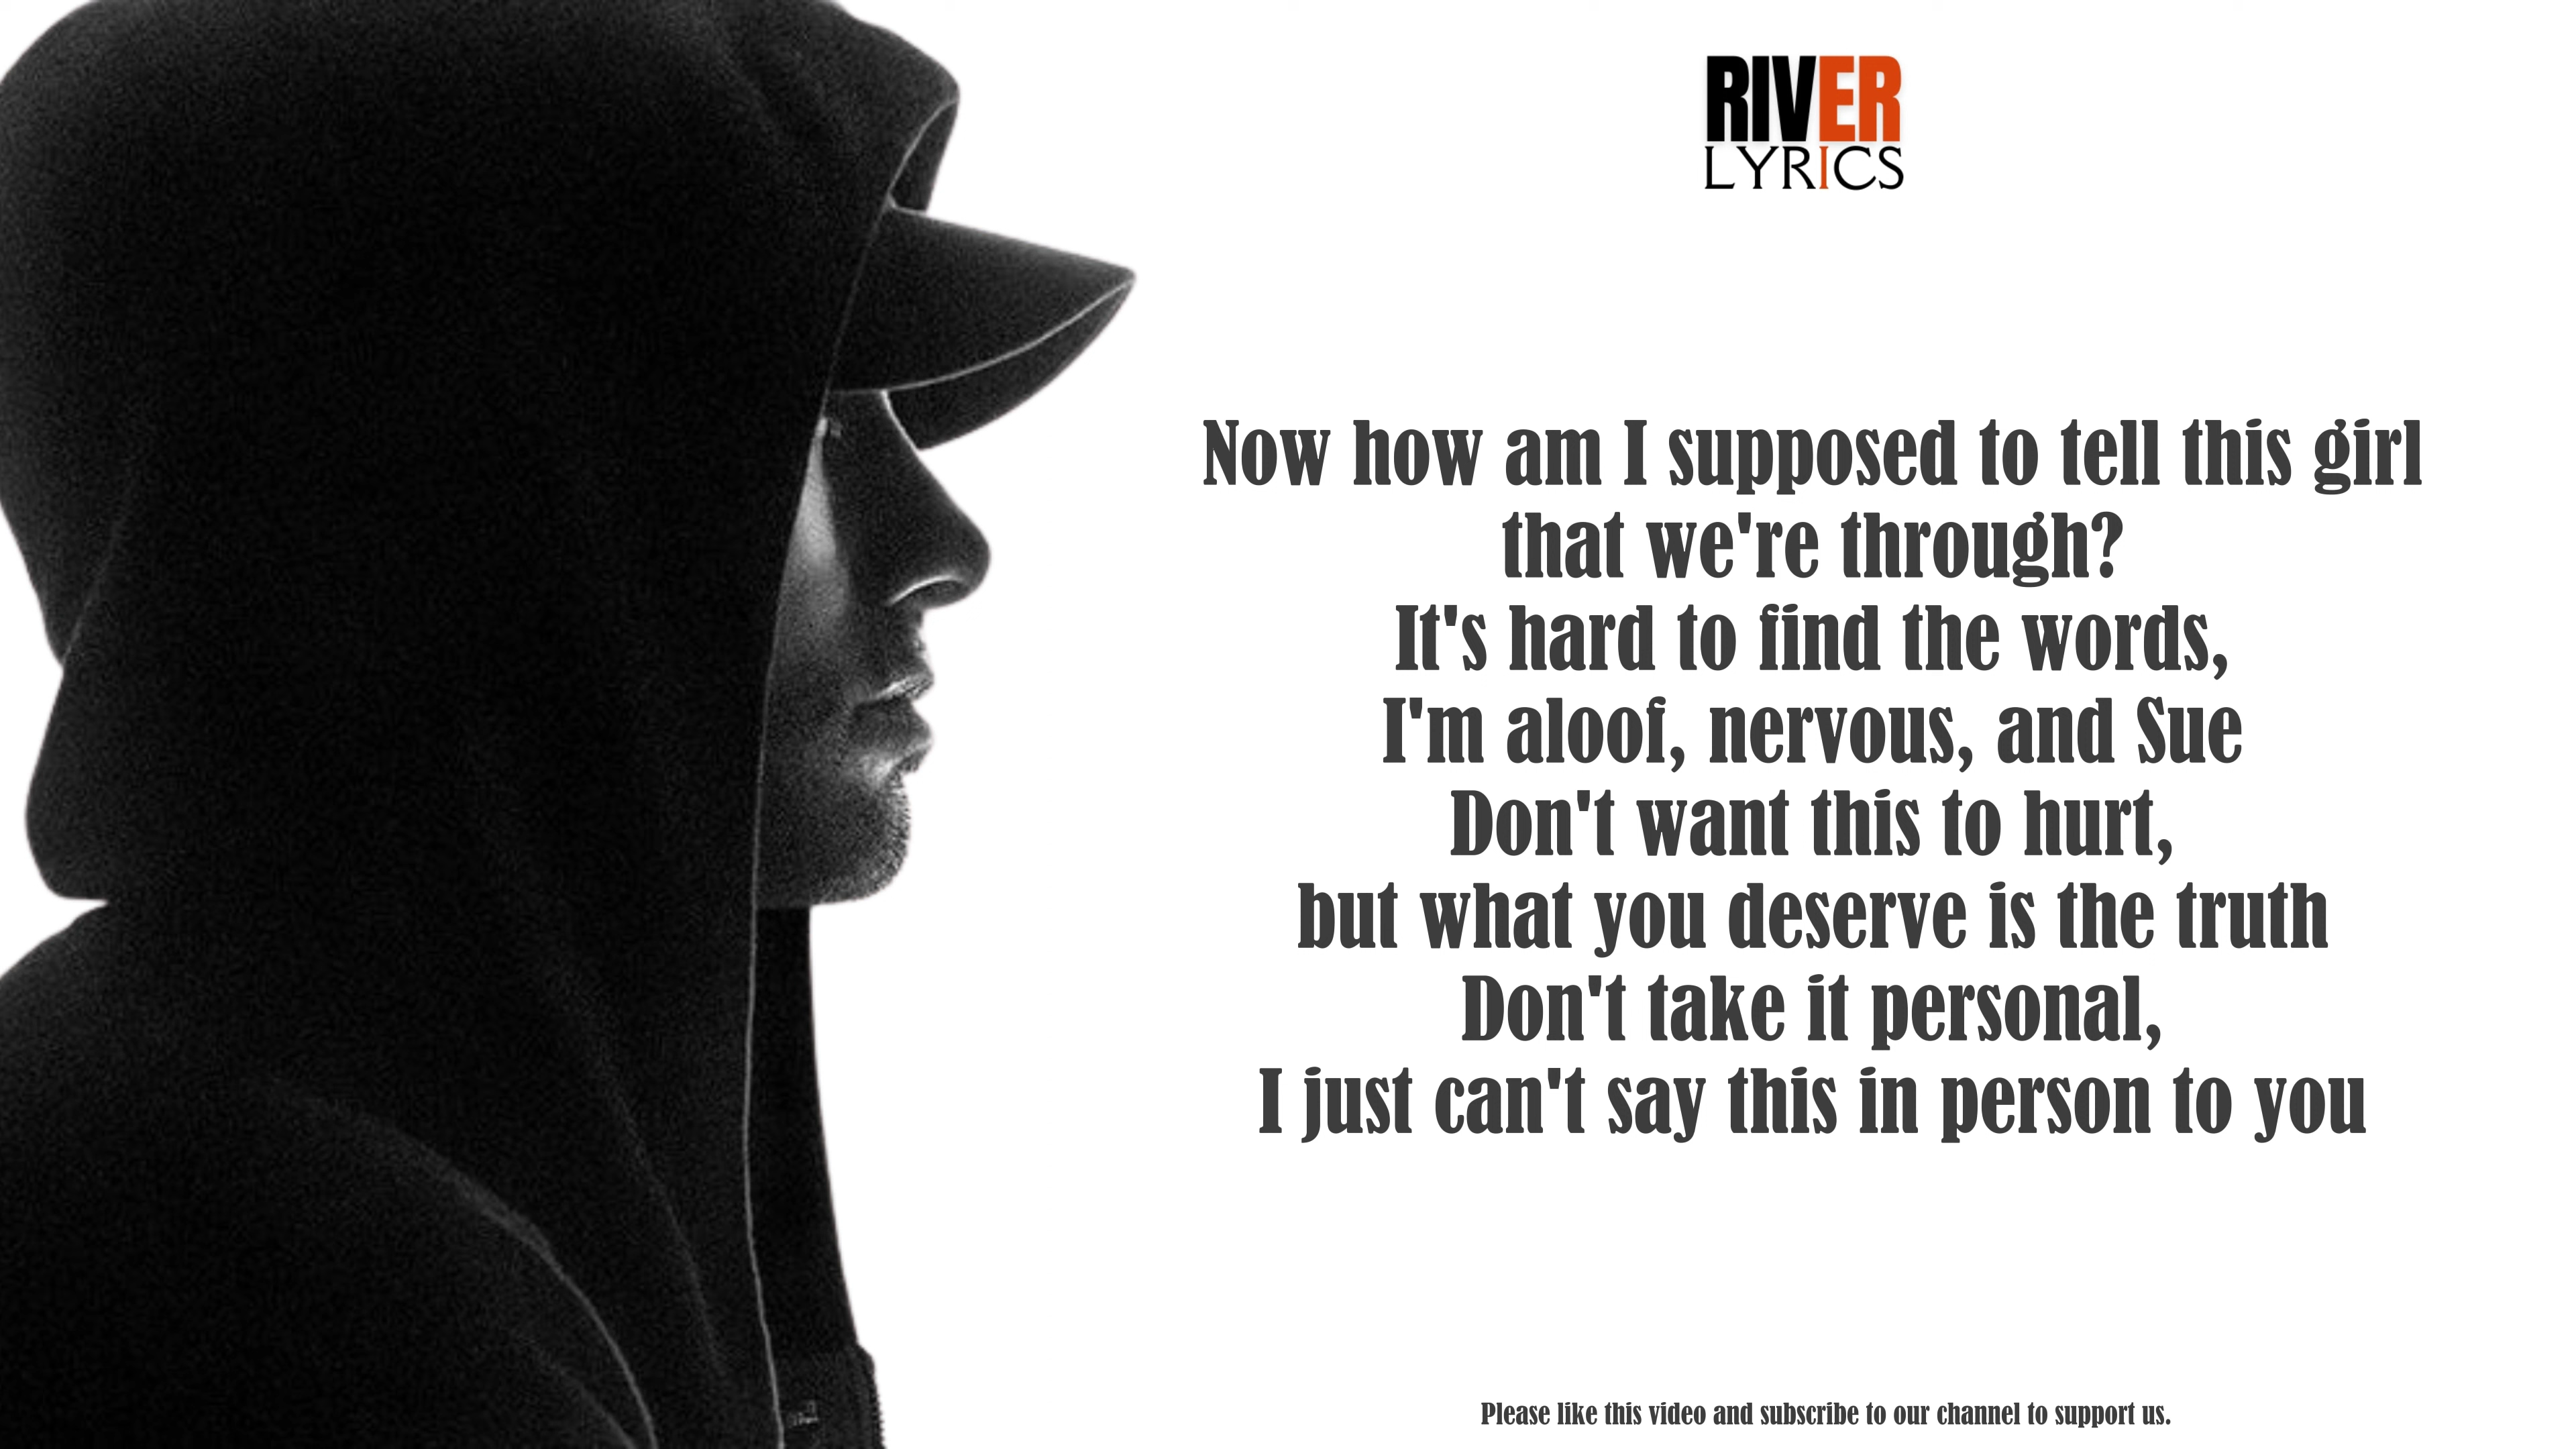 RIVER
LYRICS
Now how am I supposed to tell this girl
that we're through?
It's hard to find the words,
I'm aloof, nervous, and Sue
Don't want this to hurt,
but what you deserve is the truth
Don't take it personal,
I just can't say this in person to you
Please like this video and subscribe to our channel to support us.